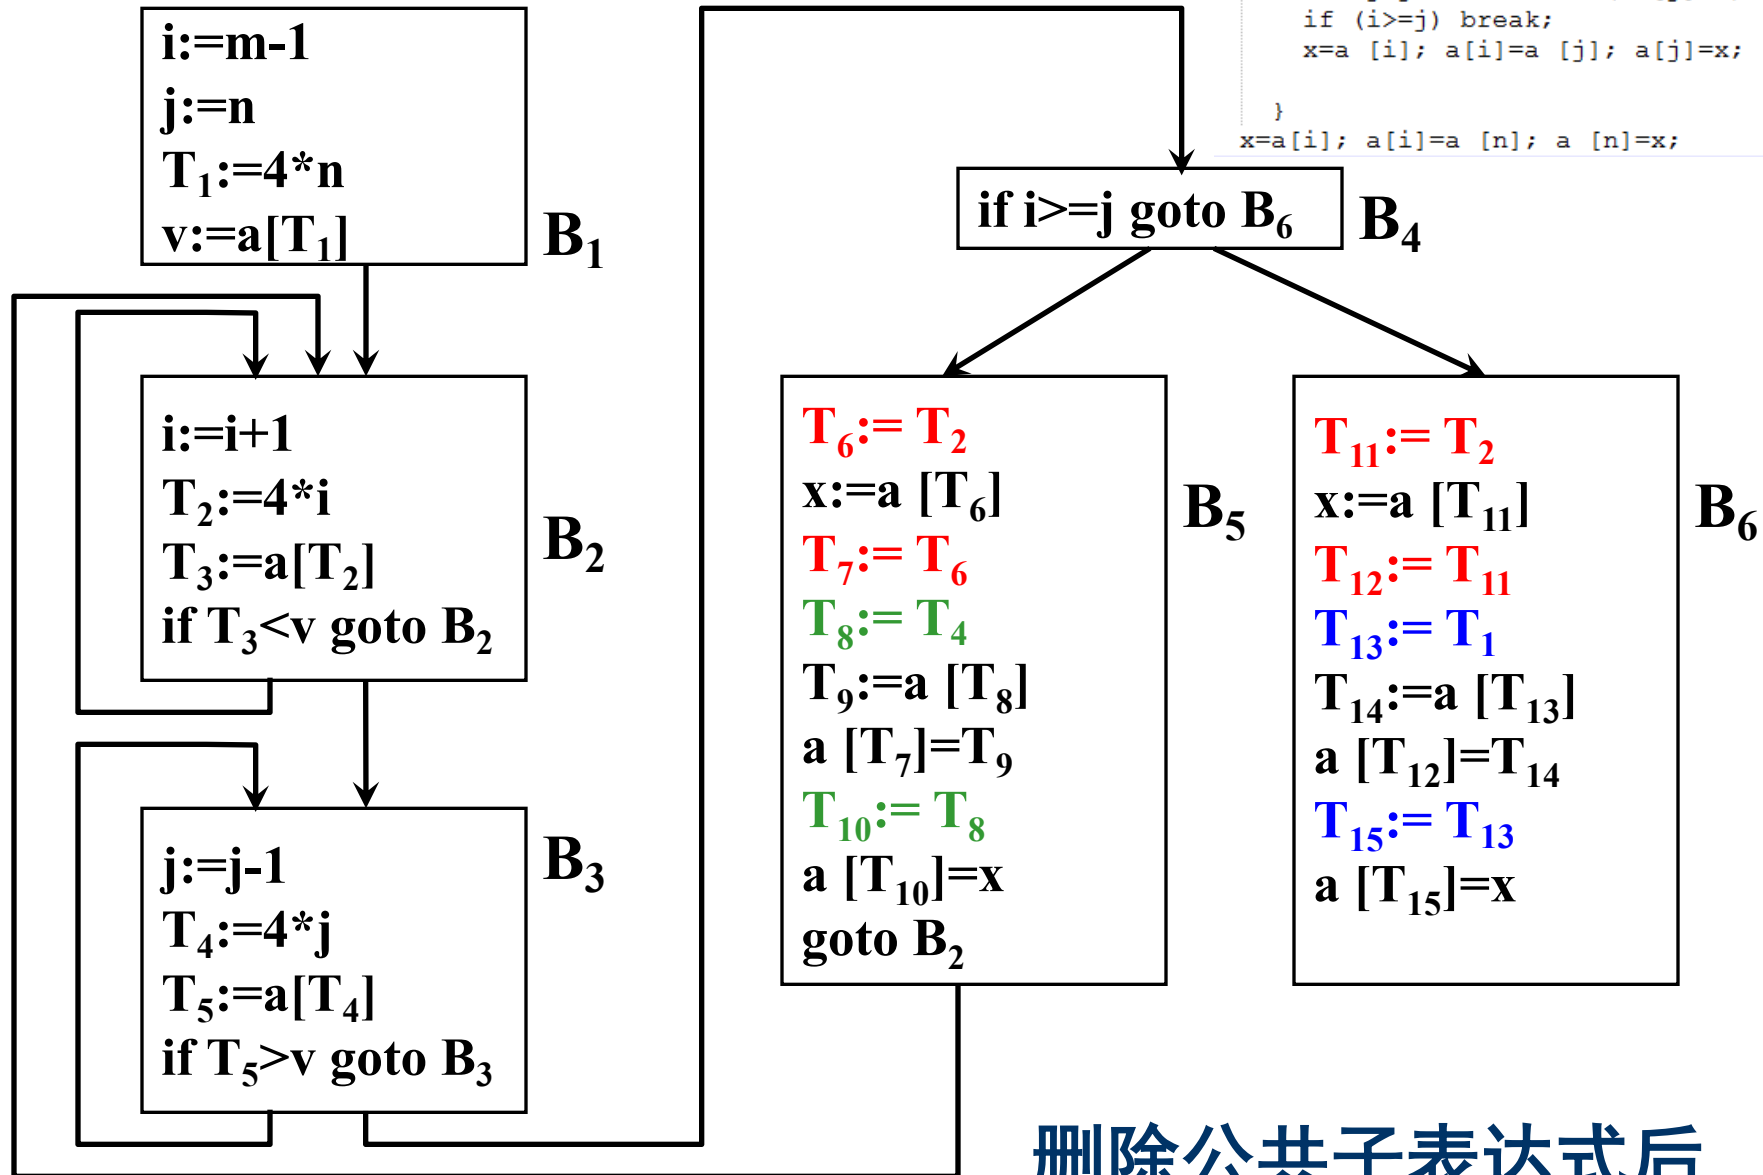 i:=m-1
j:=n
T₁:=4*n
v:=a[T₁]
B₁
i:=i+1
T₂:=4*i
T₃:=a[T₂]
if T₃<v goto B₂
B₂
j:=j-1
T₄:=4*j
T₅:=a[T₄]
if T₅>v goto B₃
B₃
if (i>=j) break;
x=a [i]; a[i]=a [j]; a[j]=x;
}
x=a[i]; a[i]=a [n]; a [n]=x;
if i>=j goto B₆
B₄
T₆:= T₂
x:=a [T₆]
T₇:= T₆
T₈:= T₄
T₉:=a [T₈]
a [T₇]=T₉
T₁₀:= T₈
a [T₁₀]=x
goto B₂
B₅
T₁₁:= T₂
x:=a [T₁₁]
T₁₂:= T₁₁
T₁₃:= T₁
T₁₄:=a [T₁₃]
a [T₁₂]=T₁₄
T₁₅:= T₁₃
a [T₁₅]=x
B₆
删除公共子表达式后